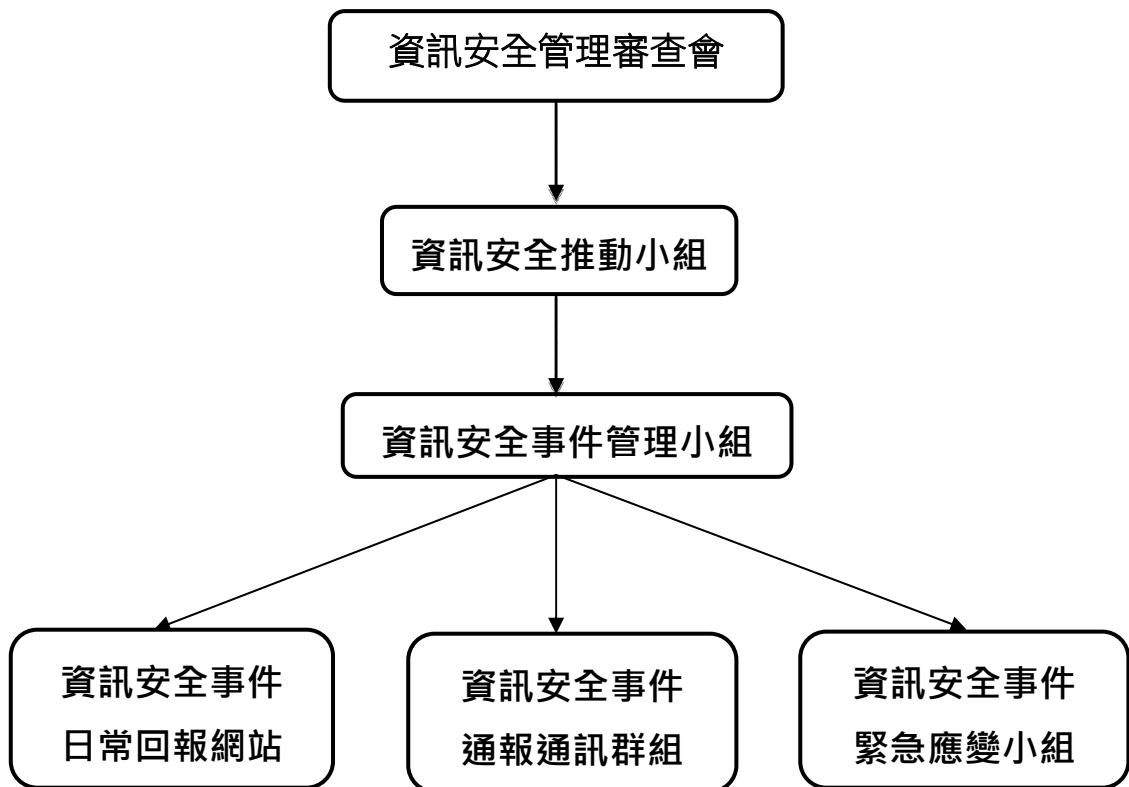 資訊安全管理審查會
資訊安全推動小組
資訊安全事件管理小組
資訊安全事件
日常回報網站
資訊安全事件
通報通訊群組
資訊安全事件
緊急應變小組